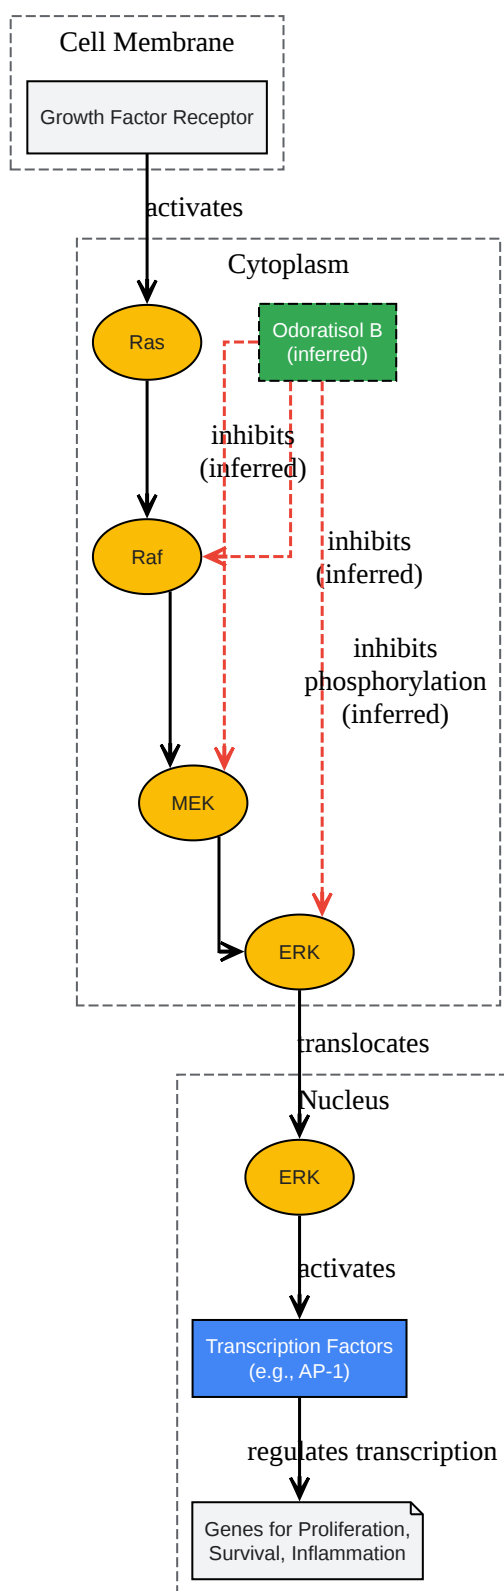 Cell Membrane
Growth Factor Receptor
activates
Cytoplasm
Ras
Odoratisol B
(inferred)
inhibits
(inferred)
Raf
inhibits
(inferred)
inhibits
phosphorylation
(inferred)
MEK
ERK
translocates
Nucleus
ERK
activates
Transcription Factors
(e.g., AP-1)
regulates transcription
Genes for Proliferation,
Survival, Inflammation